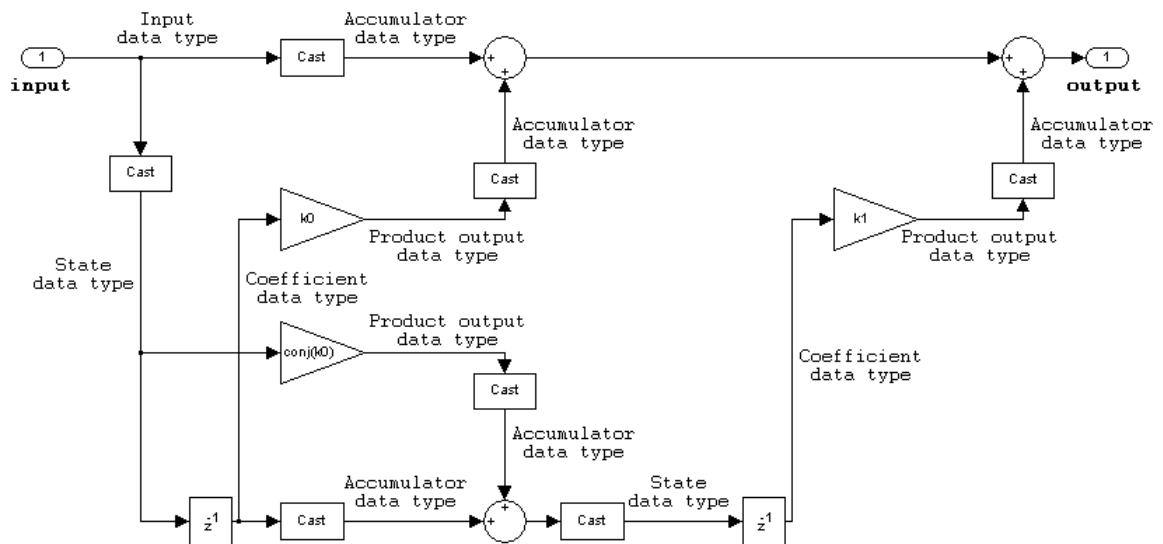 Input
data type
Accumulator
data type
1
input
Cast
+
+
+
+
1
output
Accumulator
data type
Accumulator
data type
Cast
Cast
Cast
k0
k1
Product output
data type
Product output
data type
State
data type
Coefficient
data type
Product output
data type
conj(k0)
Coefficient
data type
Cast
Accumulator
data type
Accumulator
data type
State
data type
z-1
Cast
+
+
Cast
z-1